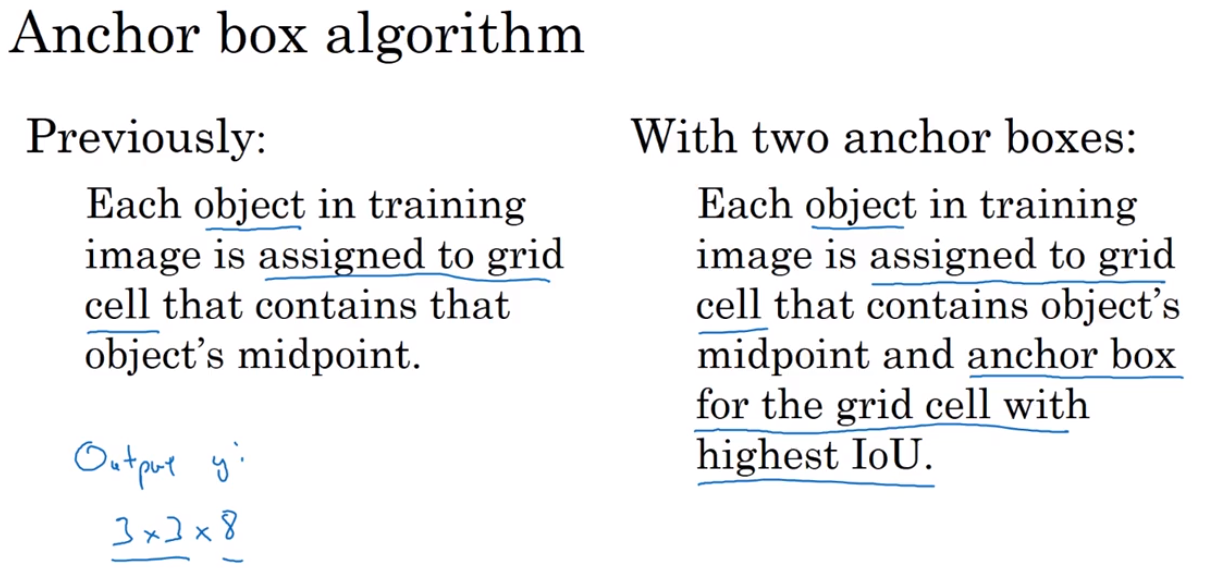 Anchor box algorithm
Previously:
Each object in training
image is assigned to grid
cell that contains that
object's midpoint.
Output y:
3×3×8
With two anchor boxes:
Each object in training
image is assigned to grid
cell that contains object's
midpoint and anchor box
for the grid cell with
highest IoU.